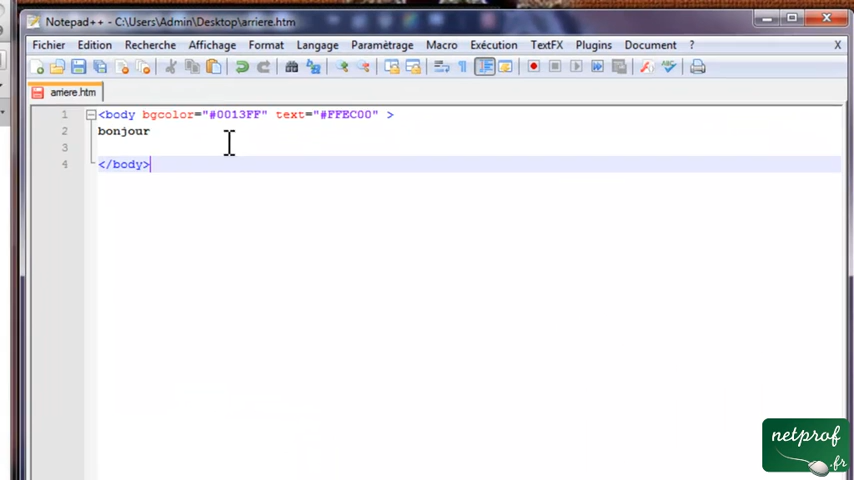 Notepad++ - C:\Users\Admin\Desktop\arriere.htm
Fichier Edition Recherche Affichage Format Langage Paramètrage Macro Exécution TextFX Plugins Document ? X
arriere.htm
1 <body bgcolor="#0013FF" text="#FFEC00" >
2 bonjour
3
4 </body>
netprof
.fr